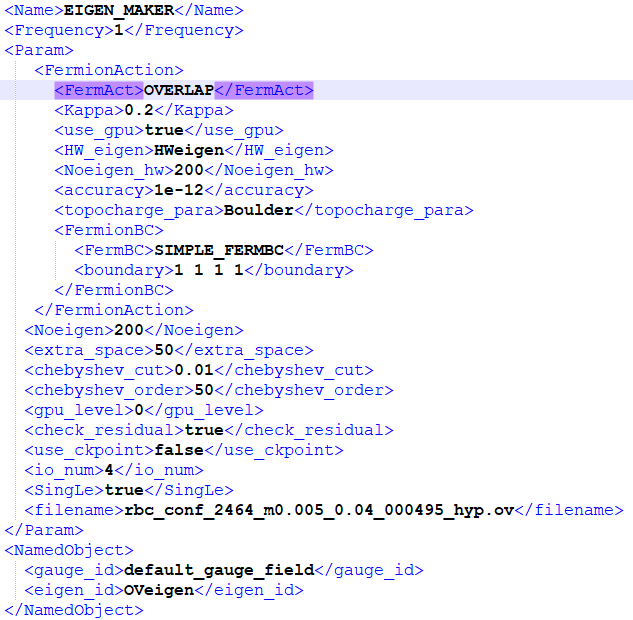 <Name>EIGEN_MAKER</Name>
<Frequency>1</Frequency>
<Param>
<FermionAction>
<FermAct>OVERLAP</FermAct>
<Kappa>0.2</Kappa>
<use_gpu>true</use_gpu>
<HW_eigen>HWeigen</HW_eigen>
<Noeigen_hw>200</Noeigen_hw>
<accuracy>1e-12</accuracy>
<topocharge_para>Boulder</topocharge_para>
<FermionBC>
<FermBC>SIMPLE_FERMBC</FermBC>
<boundary>1 1 1 1</boundary>
</FermionBC>
</FermionAction>
<Noeigen>200</Noeigen>
<extra_space>50</extra_space>
<chebyshev_cut>0.01</chebyshev_cut>
<chebyshev_order>50</chebyshev_order>
<gpu_level>0</gpu_level>
<check_residual>true</check_residual>
<use_ckpoint>false</use_ckpoint>
<io_num>4</io_num>
<SingLe>true</SingLe>
<filename>rbc_conf_2464_m0.005_0.04_000495_hyp.ov</filename>
</Param>
<NamedObject>
<gauge_id>default_gauge_field</gauge_id>
<eigen_id>OVeigen</eigen_id>
</NamedObject>